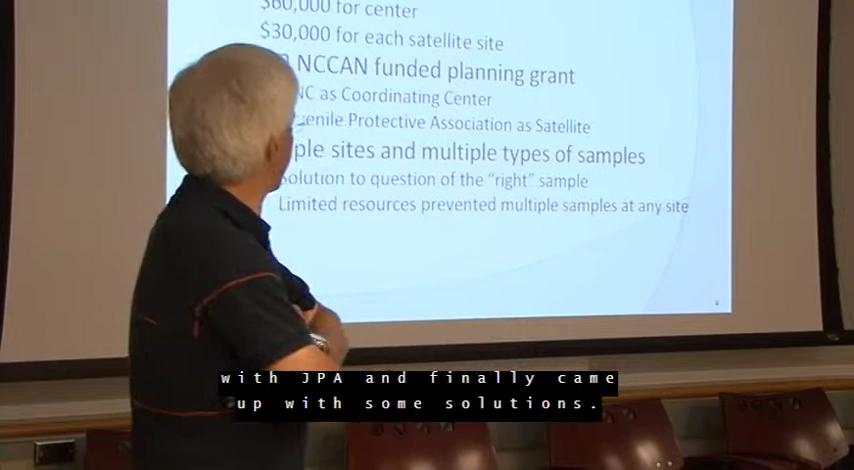 $60,000 for center
$30,000 for each satellite site
NCCAN funded planning grant
NC as Coordinating Center
enile Protective Association as Satellite
ple sites and multiple types of samples
Solution to question of the “right” sample
Limited resources prevented multiple samples at any site
with JPA and finally came
up with some solutions.